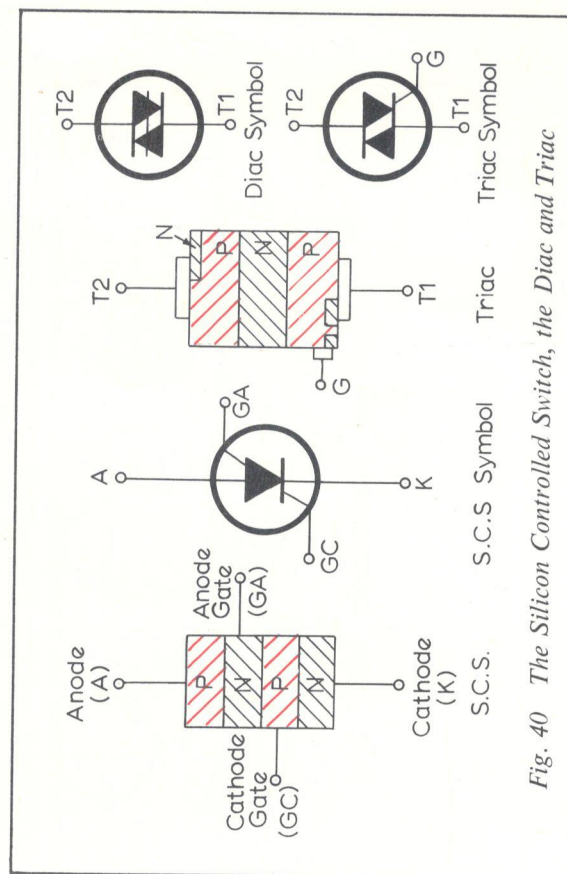 Anode
(A)
P
N
P
N
Anode
Gate
(GA)
Cathode
Gate
(GC)
Cathode
(K)
S.C.S.
A
GA
GC
K
S.C.S Symbol
T2
N
P
N
P
G
T1
Triac
T2
T1
Diac Symbol
T2
G
T1
Triac Symbol
Fig. 40 The Silicon Controlled Switch, the Diac and Triac